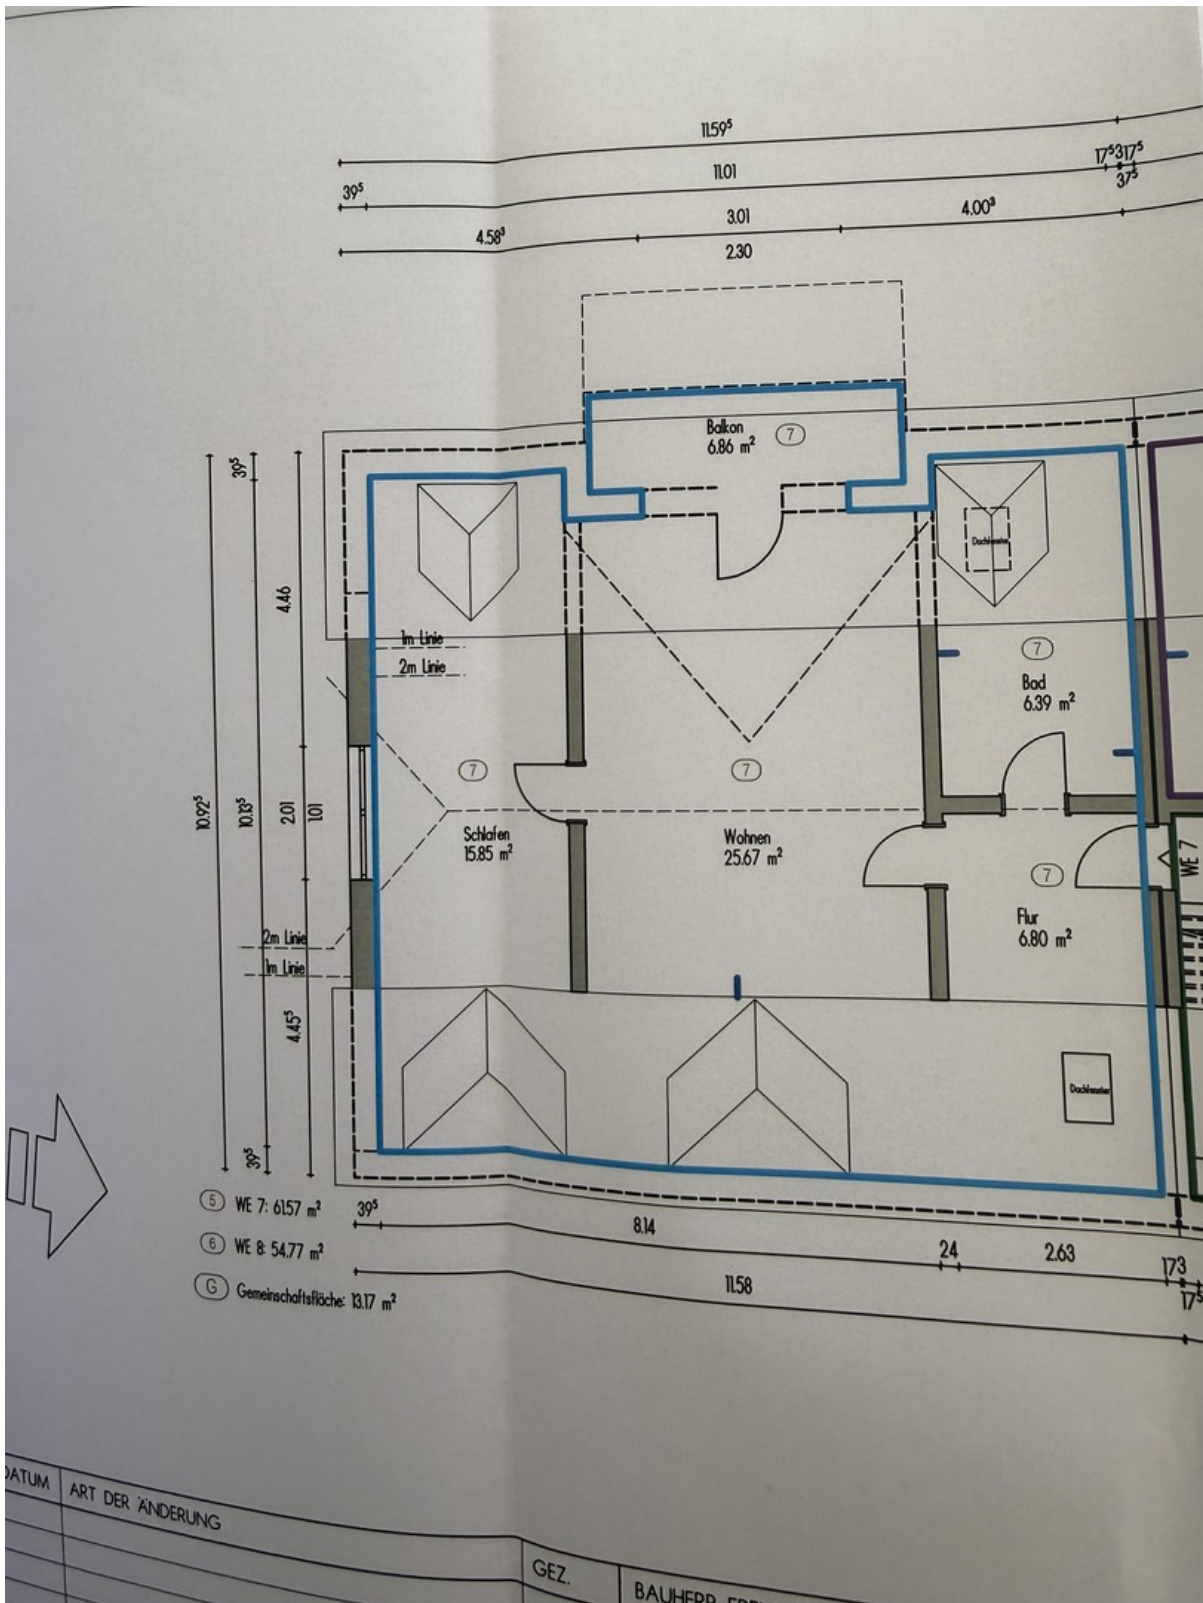 11.59⁵
11.01
17⁵ 3 17⁵
39⁵
37⁵
3.01
4.00³
4.58³
2.30
Balkon
6.86 m²
7
39⁵
4.46
Dachfenster
1m Linie
2m Linie
7
Bad
6.39 m²
7
7
10.92⁵
10.13⁵
2.01
1.01
Schlafen
15.85 m²
Wohnen
25.67 m²
7
WE 7
Flur
6.80 m²
2m Linie
1m Linie
4.45⁵
Dachfenster
39⁵
5 WE 7: 61.57 m²
39⁵
8.14
24
2.63
17 3
17⁵
6 WE 8: 54.77 m²
11.58
G Gemeinschaftsfläche: 13.17 m²
DATUM
ART DER ÄNDERUNG
GEZ.
BAUHERR